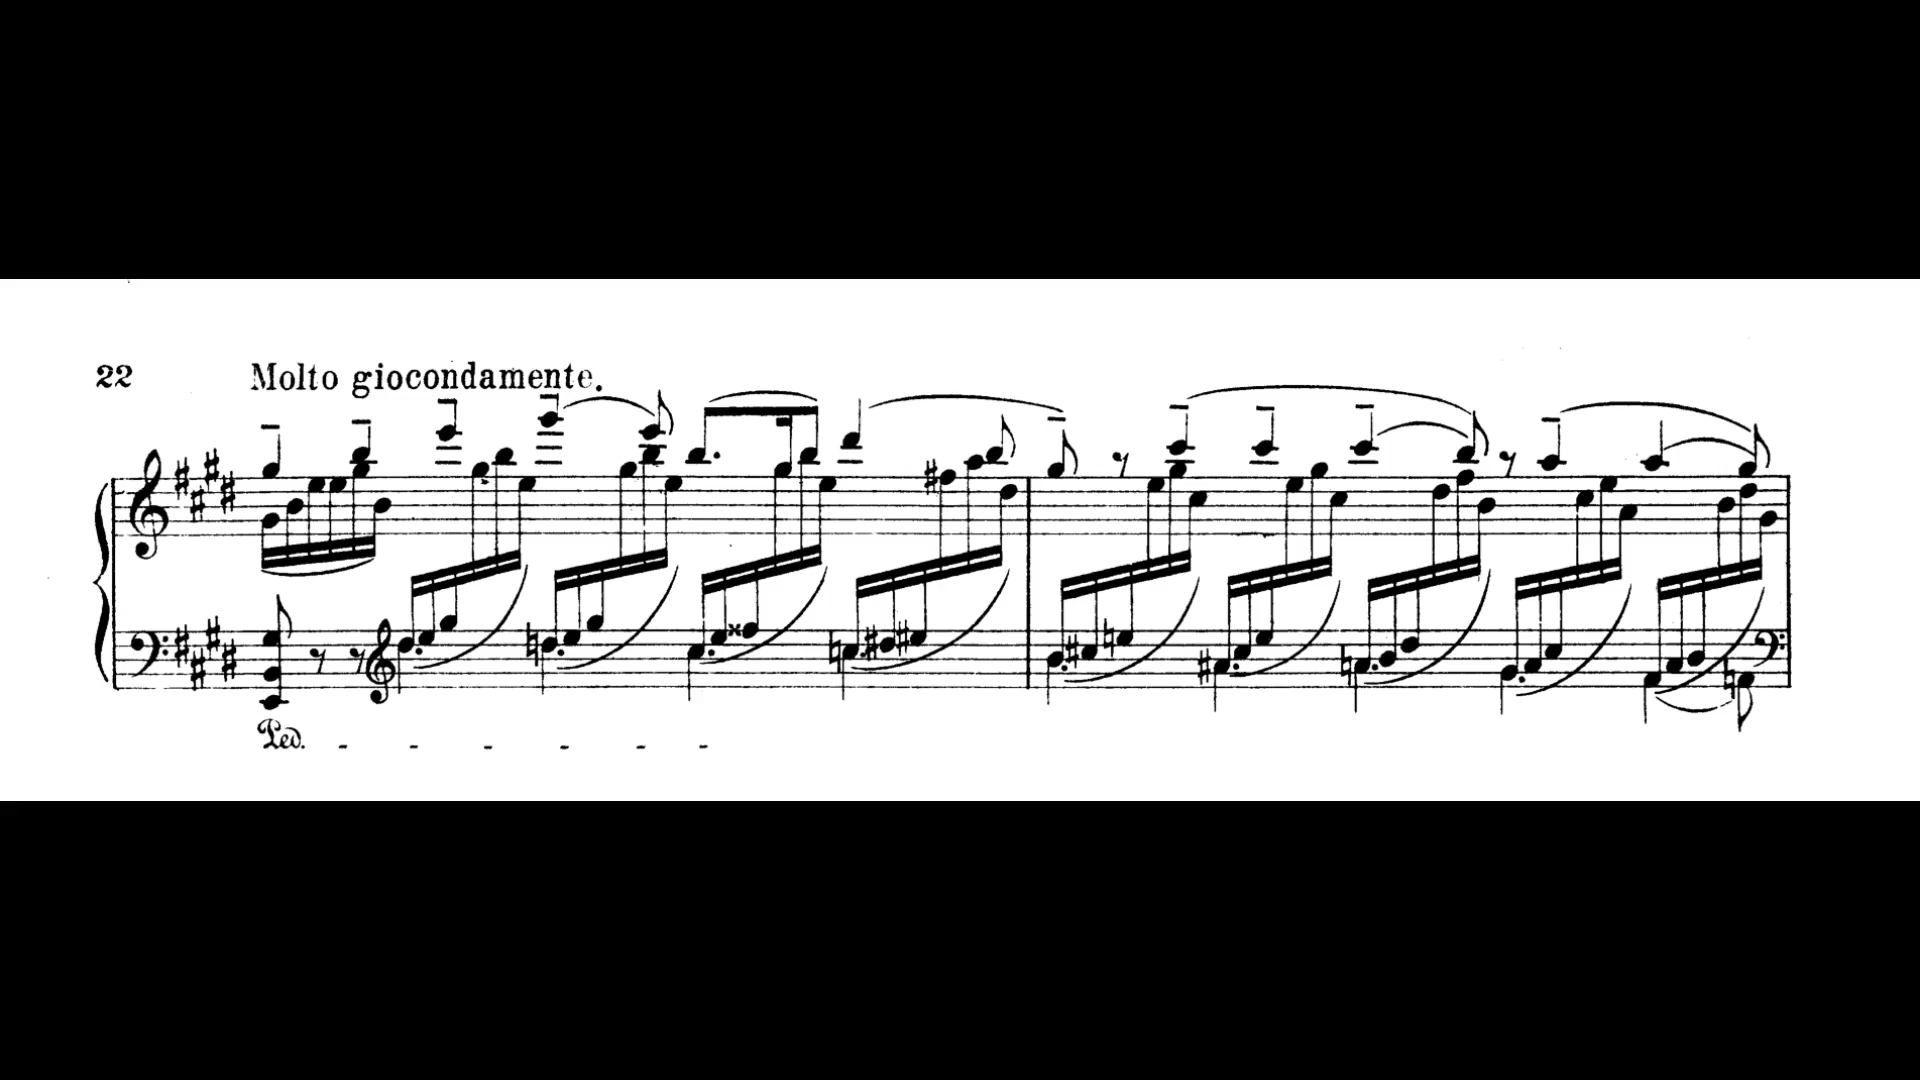 22 Molto giocondamente.
Ped. - - - - - -